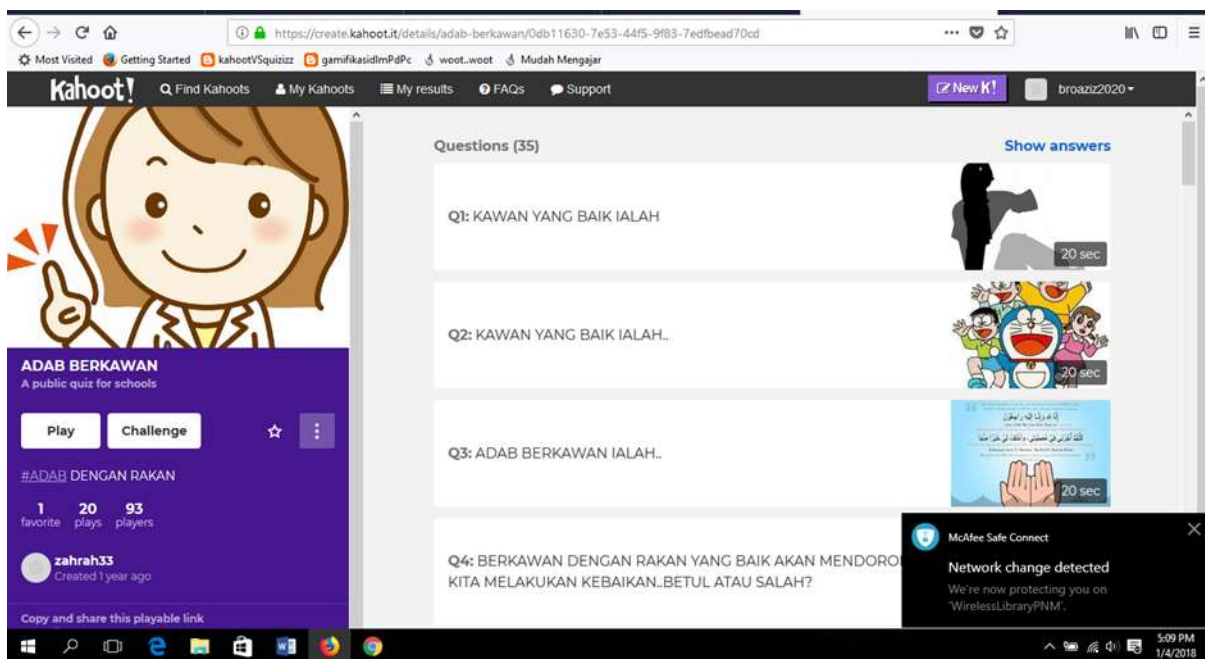 https://create.kahoot.it/details/adab-berkawan/0db11630-7e53-44f5-9f83-7edfbead70cd
Most Visited Getting Started kahootVSquizizz gamifikasidlmPdPc woot..woot Mudah Mengajar
Kahoot! Find Kahoots My Kahoots My results FAQs Support New K! broaziz2020
Questions (35) Show answers
Q1: KAWAN YANG BAIK IALAH
20 sec
Q2: KAWAN YANG BAIK IALAH..
20 sec
ADAB BERKAWAN
A public quiz for schools
Play Challenge
Q3: ADAB BERKAWAN IALAH..
إنا لله وإنا إليه راجعون
20 sec
#ADAB DENGAN RAKAN
1 20 93
favorite plays players
zahrah33
Created 1 year ago
Copy and share this playable link
Q4: BERKAWAN DENGAN RAKAN YANG BAIK AKAN MENDORO
KITA MELAKUKAN KEBAIKAN..BETUL ATAU SALAH?
McAfee Safe Connect
Network change detected
We're now protecting you on
'WirelessLibraryPNM'.
5:09 PM
1/4/2018